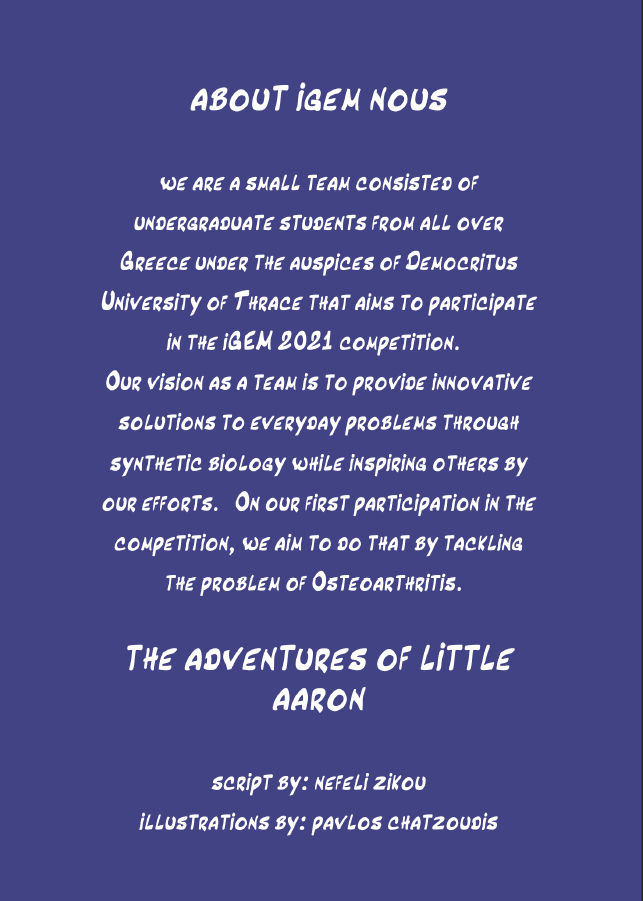 ABOUT iGEM NOUS
WE ARE A SMALL TEAM CONSISTED OF
UNDERGRADUATE STUDENTS FROM ALL OVER
GREECE UNDER THE AUSPICES OF DEMOCRITUS
UNIVERSITY OF THRACE THAT AIMS TO PARTICIPATE
IN THE iGEM 2021 COMPETITION.
OUR VISION AS A TEAM IS TO PROVIDE INNOVATIVE
SOLUTIONS TO EVERYDAY PROBLEMS THROUGH
SYNTHETIC BIOLOGY WHILE INSPIRING OTHERS BY
OUR EFFORTS. ON OUR FIRST PARTICIPATION IN THE
COMPETITION, WE AIM TO DO THAT BY TACKLING
THE PROBLEM OF OSTEOARTHRITIS.
THE ADVENTURES OF LITTLE
AARON
SCRIPT BY: NEFELI ZIKOU
ILLUSTRATIONS BY: PAVLOS CHATZOUDIS